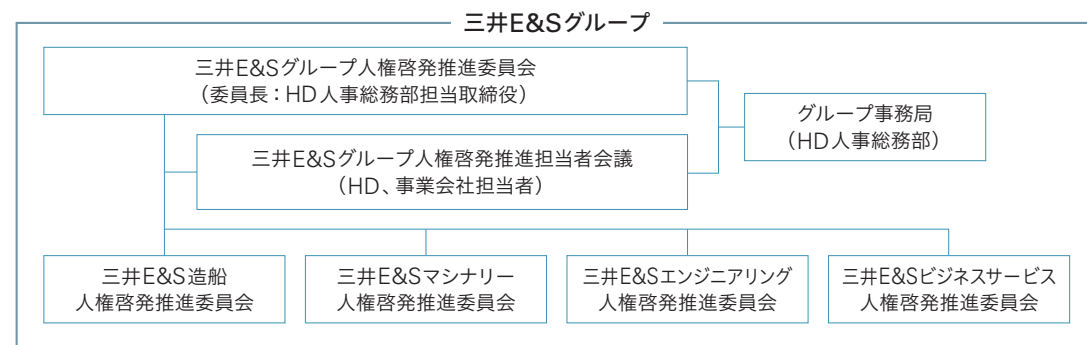 三井E&Sグループ
三井E&Sグループ人権啓発推進委員会
（委員長：HD人事総務部担当取締役）
グループ事務局
（HD人事総務部）
三井E&Sグループ人権啓発推進担当者会議
（HD、事業会社担当者）
三井E&S造船
人権啓発推進委員会
三井E&Sマシナリー
人権啓発推進委員会
三井E&Sエンジニアリング
人権啓発推進委員会
三井E&Sビジネスサービス
人権啓発推進委員会